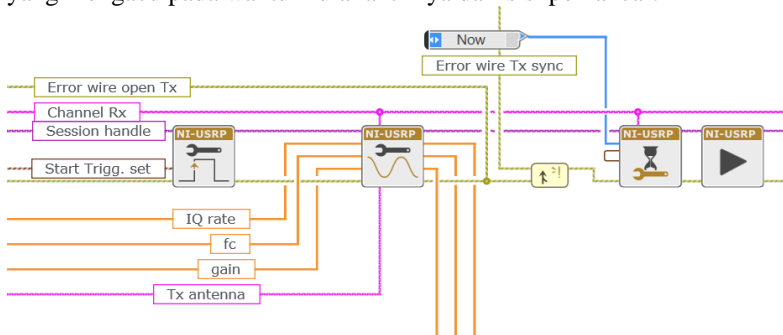 Now
Error wire Tx sync
Error wire open Tx
Channel Rx
Session handle
NI-USRP
NI-USRP
NI-USRP
NI-USRP
Start Trigg. set
IQ rate
fc
gain
Tx antenna